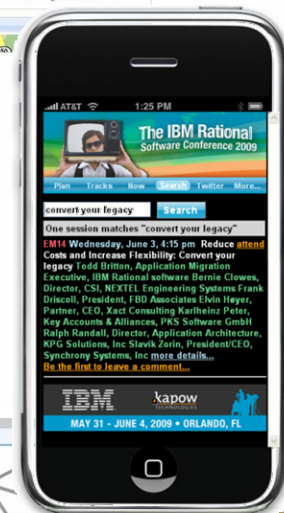 AT&T 1:25 PM
The IBM Rational
Software Conference 2009
Plan Tracks Now Search Twitter More...
convert your legacy Search
One session matches "convert your legacy"
EM14 Wednesday, June 3, 4:15 pm Reduce attend
Costs and Increase Flexibility: Convert your
legacy Todd Britton, Application Migration
Executive, IBM Rational software Bernie Clowes,
Director, CSI, NEXTEL Engineering Systems Frank
Driscoll, President, FBD Associates Elvin Høyer,
Partner, CEO, Xact Consulting Karlheinz Peter,
Key Accounts & Alliances, PKS Software GmbH
Ralph Randall, Director, Application Architecture,
KPG Solutions, Inc Slavik Zorin, President/CEO,
Synchrony Systems, Inc more details...
Be the first to leave a comment...
IBM kapow
TECHNOLOGIES
MAY 31 - JUNE 4, 2009 • ORLANDO, FL